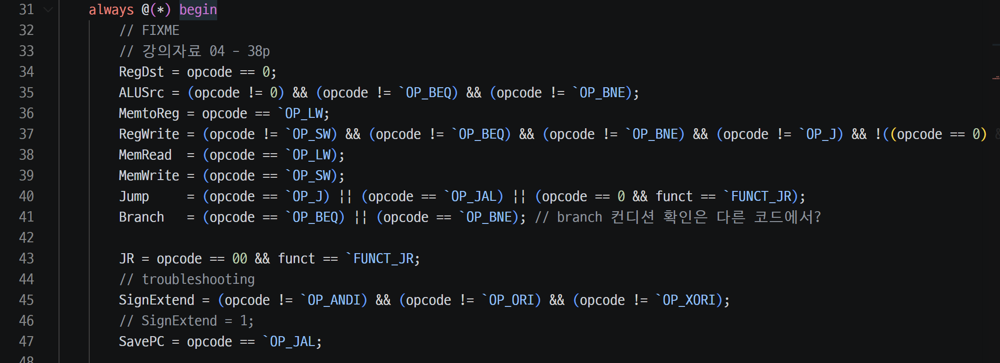 31 always @(*) begin
32 // FIXME
33 // 강의자료 04 - 38p
34 RegDst = opcode == 0;
35 ALUSrc = (opcode != 0) && (opcode != `OP_BEQ) && (opcode != `OP_BNE);
36 MemtoReg = opcode == `OP_LW;
37 RegWrite = (opcode != `OP_SW) && (opcode != `OP_BEQ) && (opcode != `OP_BNE) && (opcode != `OP_J) && !((opcode == 0) &
38 MemRead  = (opcode == `OP_LW);
39 MemWrite = (opcode == `OP_SW);
40 Jump     = (opcode == `OP_J) || (opcode == `OP_JAL) || (opcode == 0 && funct == `FUNCT_JR);
41 Branch   = (opcode == `OP_BEQ) || (opcode == `OP_BNE); // branch 컨디션 확인은 다른 코드에서?
42
43 JR = opcode == 00 && funct == `FUNCT_JR;
44 // troubleshooting
45 SignExtend = (opcode != `OP_ANDI) && (opcode != `OP_ORI) && (opcode != `OP_XORI);
46 // SignExtend = 1;
47 SavePC = opcode == `OP_JAL;
48